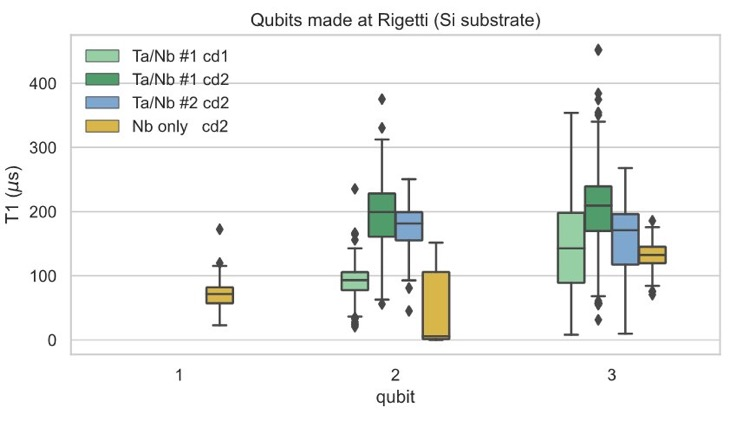 Qubits made at Rigetti (Si substrate)
Ta/Nb #1 cd1
Ta/Nb #1 cd2
Ta/Nb #2 cd2
Nb only cd2
T1 (μs)
400
300
200
100
0
1 2 3
qubit